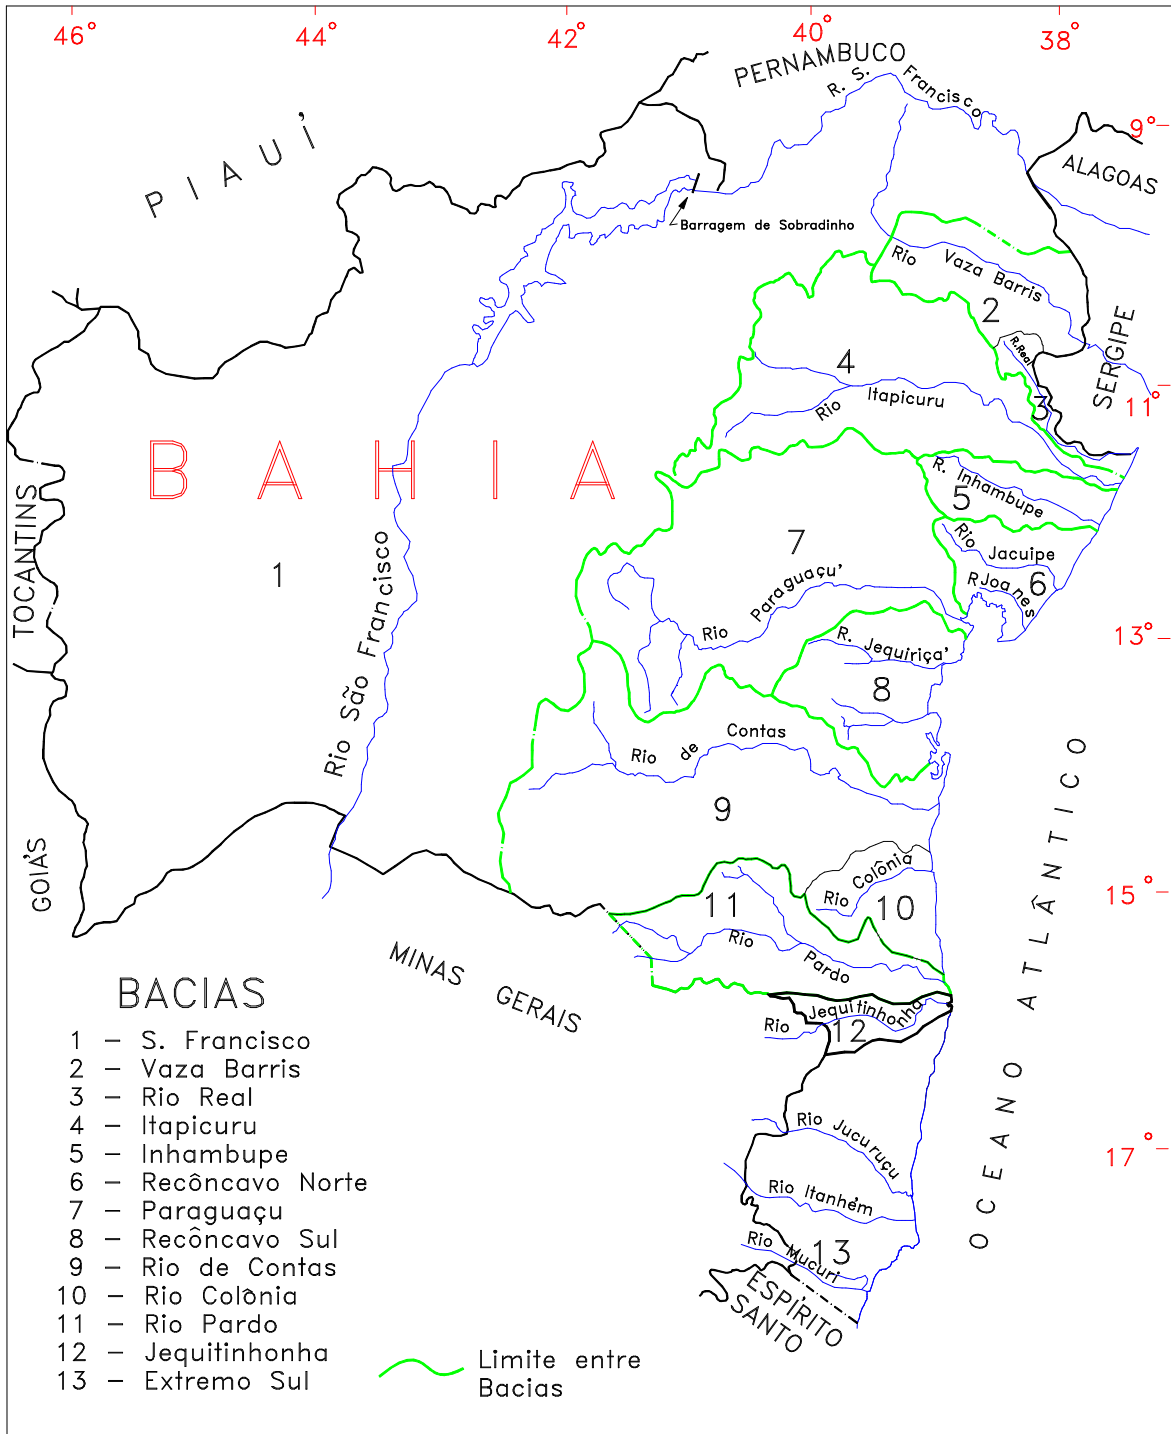 46° 44° 42° 40° 38°
PERNAMBUCO
R. S. Francisco
9°
PIAUÍ
ALAGOAS
Barragem de Sobradinho
Rio Vaza Barris
2
SERGIPE
R.Real
4
11°
Rio Itapicuru
3
BAHIA
R. Inhambupe
5
TOCANTINS
Rio Jacuipe
7
6
1
R Joanes
Rio Paraguaçu'
13°
R. Jequiriça'
Rio São Francisco
8
Rio de Contas
9
GOIÁS
Rio Colônia
15°
11
10
OCEANO ATLÂNTICO
Rio Pardo
MINAS GERAIS
Rio Jequitinhonha
12
Rio Jucuruçu
17°
Rio Itanhém
13
Rio Mucuri
ESPÍRITO
SANTO
BACIAS
1 – S. Francisco
2 – Vaza Barris
3 – Rio Real
4 – Itapicuru
5 – Inhambupe
6 – Recôncavo Norte
7 – Paraguaçu
8 – Recôncavo Sul
9 – Rio de Contas
10 – Rio Colônia
11 – Rio Pardo
12 – Jequitinhonha
13 – Extremo Sul
Limite entre
Bacias